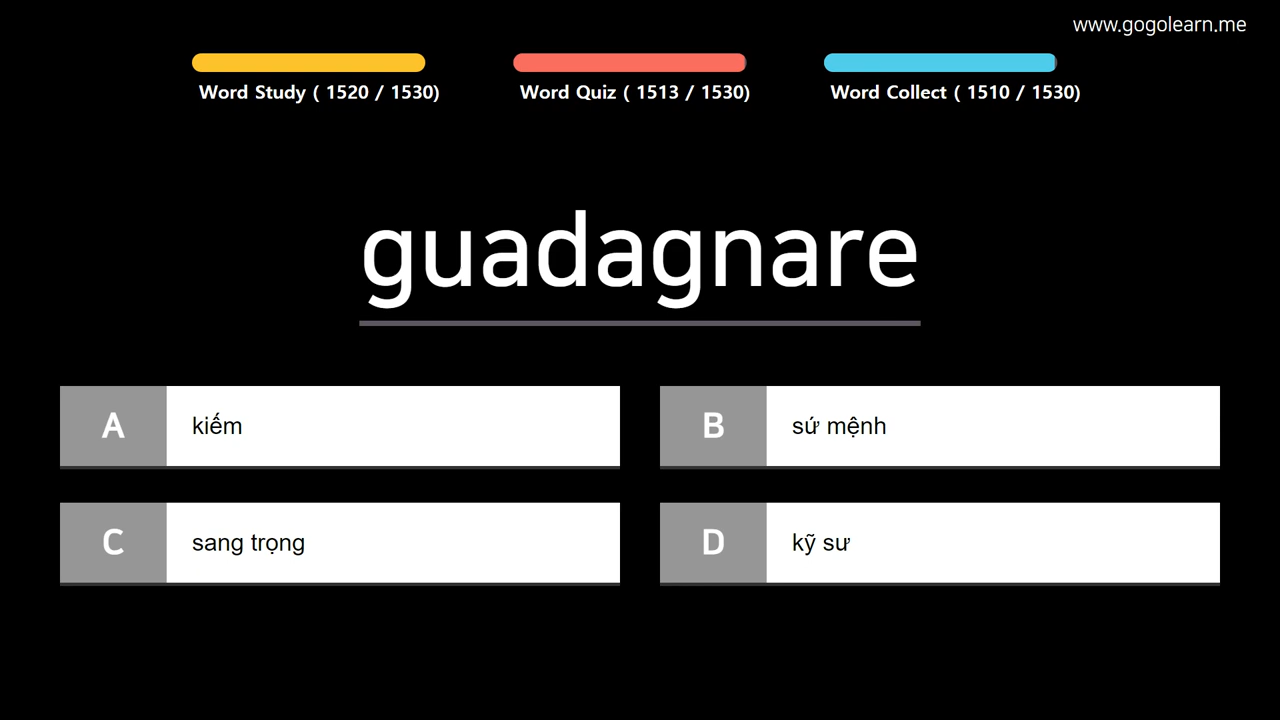 www.gogolearn.me
Word Study ( 1520 / 1530)
Word Quiz ( 1513 / 1530)
Word Collect ( 1510 / 1530)
guadagnare
A kiếm
B sứ mệnh
C sang trọng
D kỹ sư